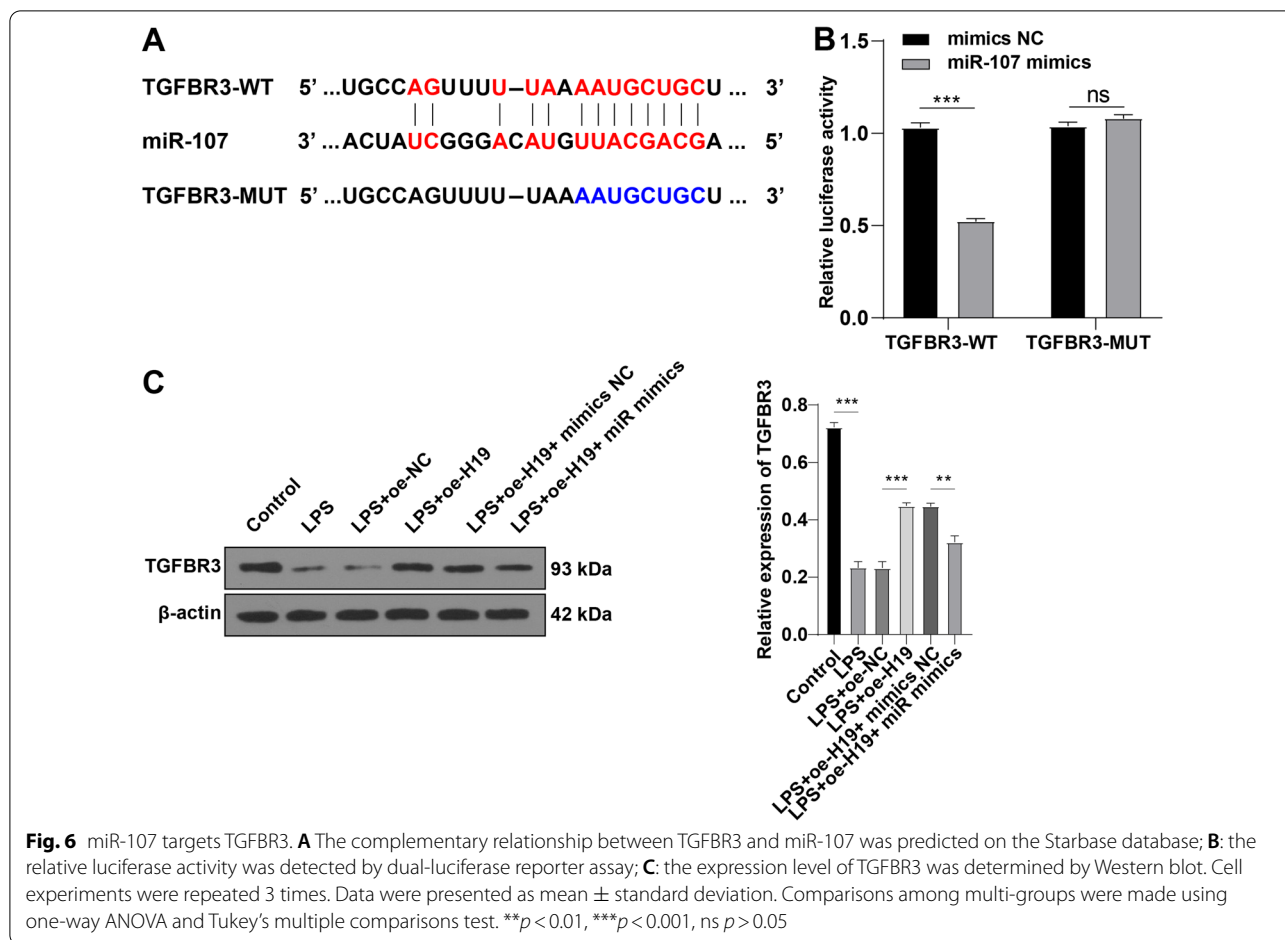 A
TGFBR3-WT 5’ ...UGCCAGUUUU–UAAAAUGCUGCU ... 3’
miR-107 3’ ... ACUAUCGGGACAUGUUACGACGA ... 5’
TGFBR3-MUT 5’ ...UGCCAGUUUU–UAAAAUGCUGCU ... 3’
B
mimics NC
miR-107 mimics
Relative luciferase activity
1.5
1.0
0.5
0.0
***
ns
TGFBR3-WT TGFBR3-MUT
C
Control
LPS
LPS+oe-NC
LPS+oe-H19
LPS+oe-H19+ mimics NC
LPS+oe-H19+ miR mimics
TGFBR3 93 kDa
β-actin 42 kDa
Relative expression of TGFBR3
0.8
0.6
0.4
0.2
0.0
***
***
**
Control
LPS
LPS+oe-NC
LPS+oe-H19
LPS+oe-H19+ mimics NC
LPS+oe-H19+ miR mimics
Fig. 6 miR-107 targets TGFBR3. A The complementary relationship between TGFBR3 and miR-107 was predicted on the Starbase database; B: the
relative luciferase activity was detected by dual-luciferase reporter assay; C: the expression level of TGFBR3 was determined by Western blot. Cell
experiments were repeated 3 times. Data were presented as mean ± standard deviation. Comparisons among multi-groups were made using
one-way ANOVA and Tukey’s multiple comparisons test. **p < 0.01, ***p < 0.001, ns p > 0.05